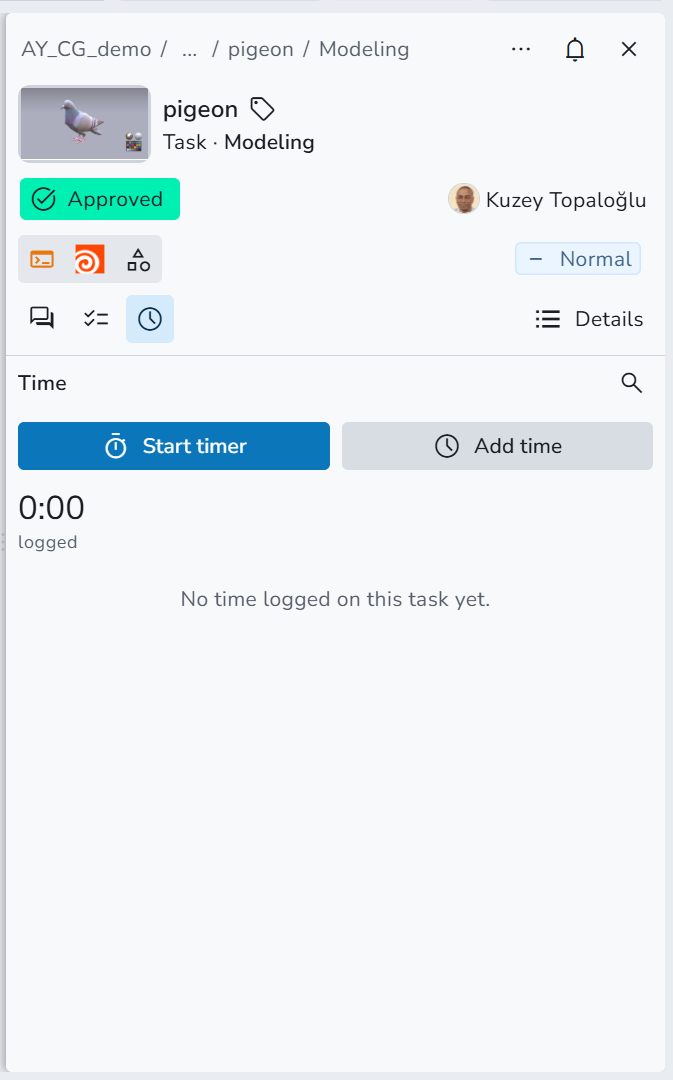 AY_CG_demo / ... / pigeon / Modeling
pigeon
Task · Modeling
Approved
Kuzey Topaloğlu
Normal
Details
Time
Start timer
Add time
0:00
logged
No time logged on this task yet.